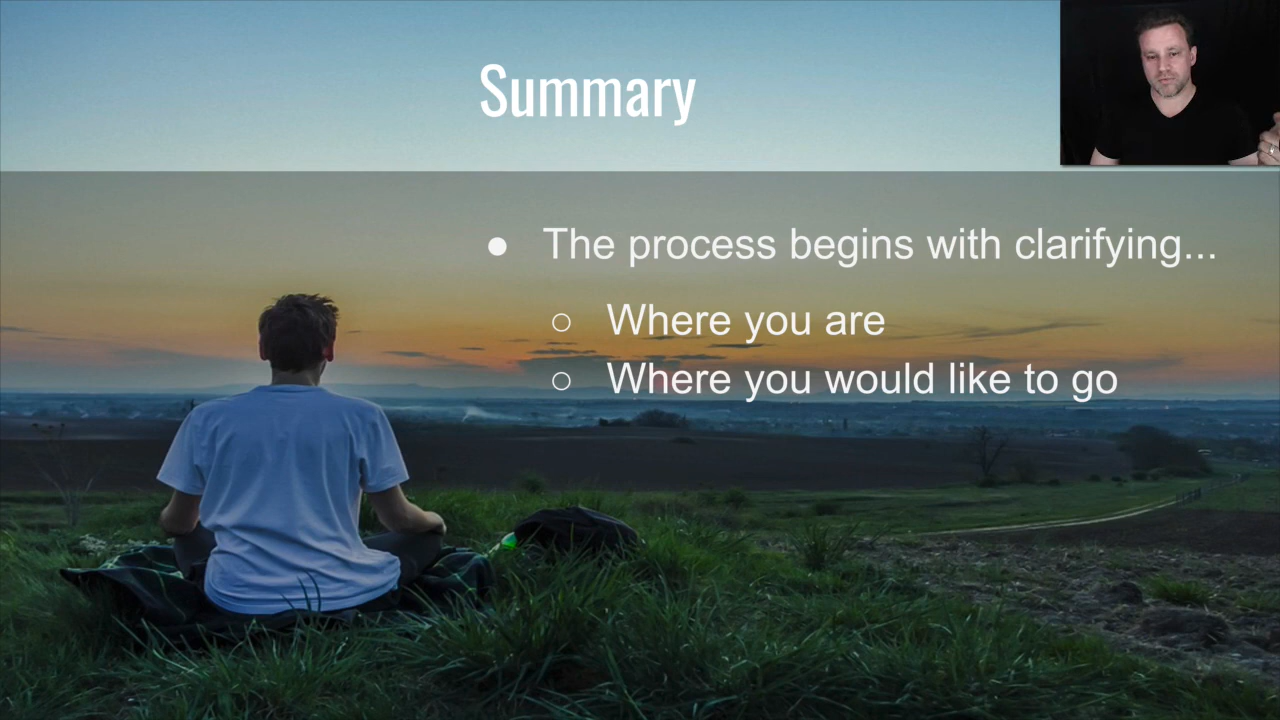 Summary
● The process begins with clarifying...
○ Where you are
○ Where you would like to go